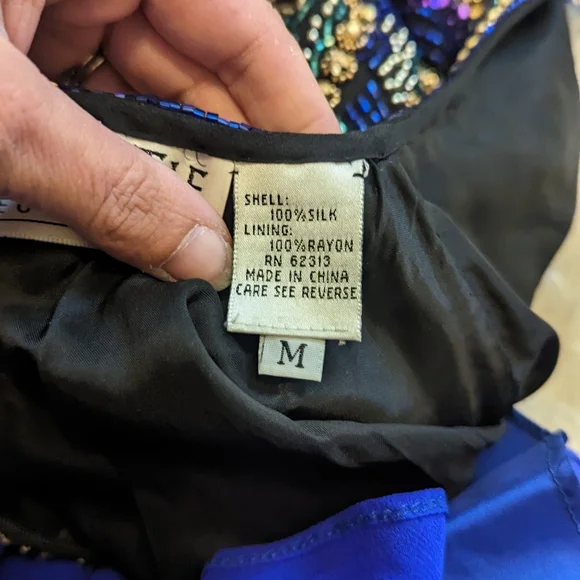 SHELL:
100%SILK
LINING:
100%RAYON
RN 62313
MADE IN CHINA
CARE SEE REVERSE
M